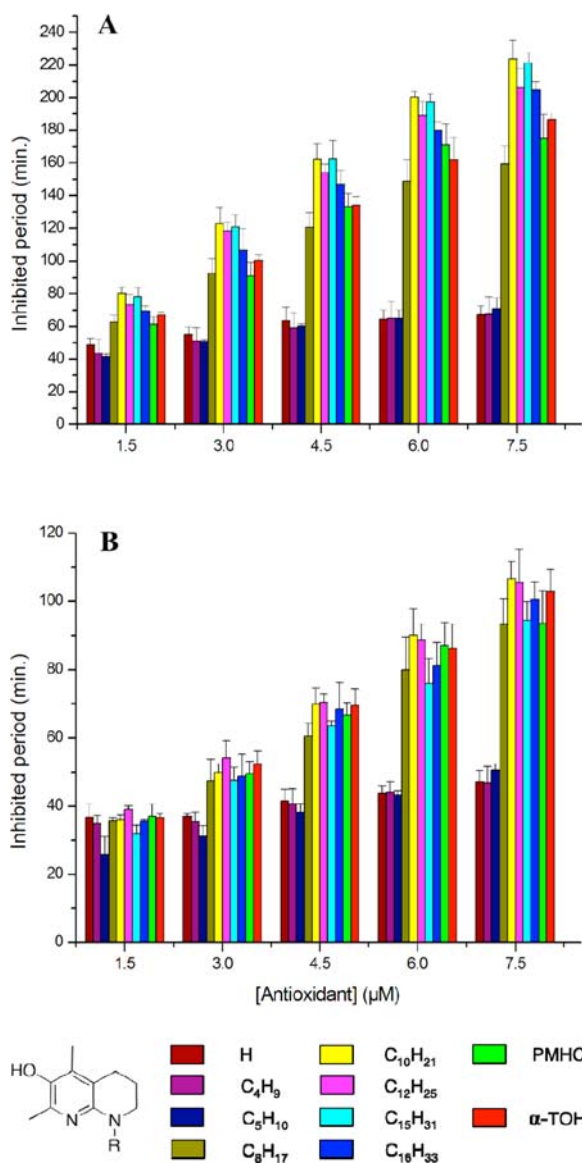 A
Inhibited period (min.)
240
220
200
180
160
140
120
100
80
60
40
20
0
1.5 3.0 4.5 6.0 7.5
B
Inhibited period (min.)
120
100
80
60
40
20
0
1.5 3.0 4.5 6.0 7.5
[Antioxidant] (µM)
HO
N N
R
H C₁₀H₂₁ PMHC
C₄H₉ C₁₂H₂₅
C₅H₁₀ C₁₅H₃₁ α-TOH
C₈H₁₇ C₁₆H₃₃